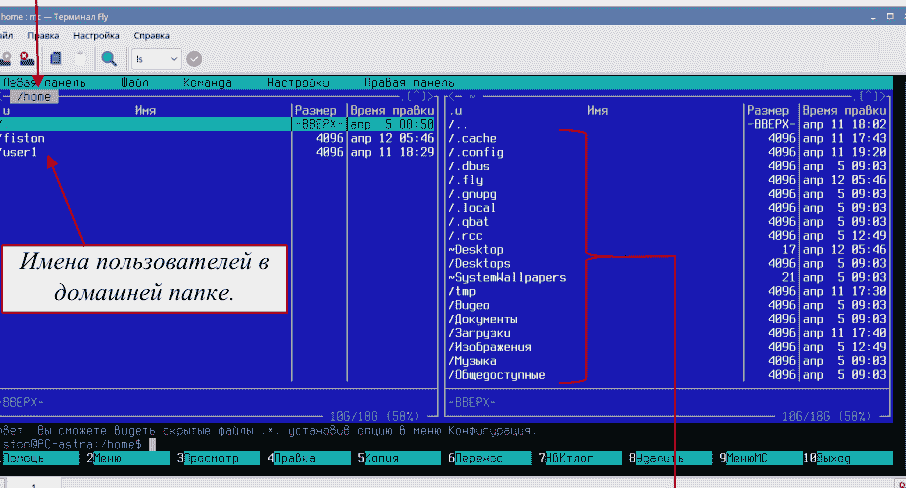 home : mc — Терминал Fly
айл Правка Настройка Справка
ls
Левая панель Файл Команда Настройки Правая панель
/home .[^]>
.и Имя Размер Время правки
/.. -ВВЕРХ- апр 5 08:50
/fiston 4096 апр 12 05:46
/user1 4096 апр 11 18:29
Имена пользователей в
домашней папке.
-ВВЕРХ-
10G/18G (58%)
<- ~ .[^]>
.и Имя Размер Время правки
/.. -ВВЕРХ- апр 11 18:02
/.cache 4096 апр 11 17:43
/.config 4096 апр 11 19:20
/.dbus 4096 апр 5 09:03
/.fly 4096 апр 12 05:46
/.gnupg 4096 апр 5 09:03
/.local 4096 апр 5 09:03
/.qbat 4096 апр 5 09:03
/.rcc 4096 апр 5 12:49
~Desktop 17 апр 12 05:46
/Desktops 4096 апр 5 09:03
~SystemWallpapers 21 апр 5 09:03
/tmp 4096 апр 11 17:30
/Видео 4096 апр 5 09:03
/Документы 4096 апр 5 09:03
/Загрузки 4096 апр 11 17:40
/Изображения 4096 апр 5 12:49
/Музыка 4096 апр 5 09:03
/Общедоступные 4096 апр 5 09:03
-ВВЕРХ-
10G/18G (58%)
овет: Вы сможете видеть скрытые файлы .*, установив опцию в меню Конфигурация.
iston@PC-astra:/home$
1Помощь 2Меню 3Просмотр 4Правка 5Копия 6Перенос 7НвКтлог 8Удалить 9МенюМС 10Выход
1